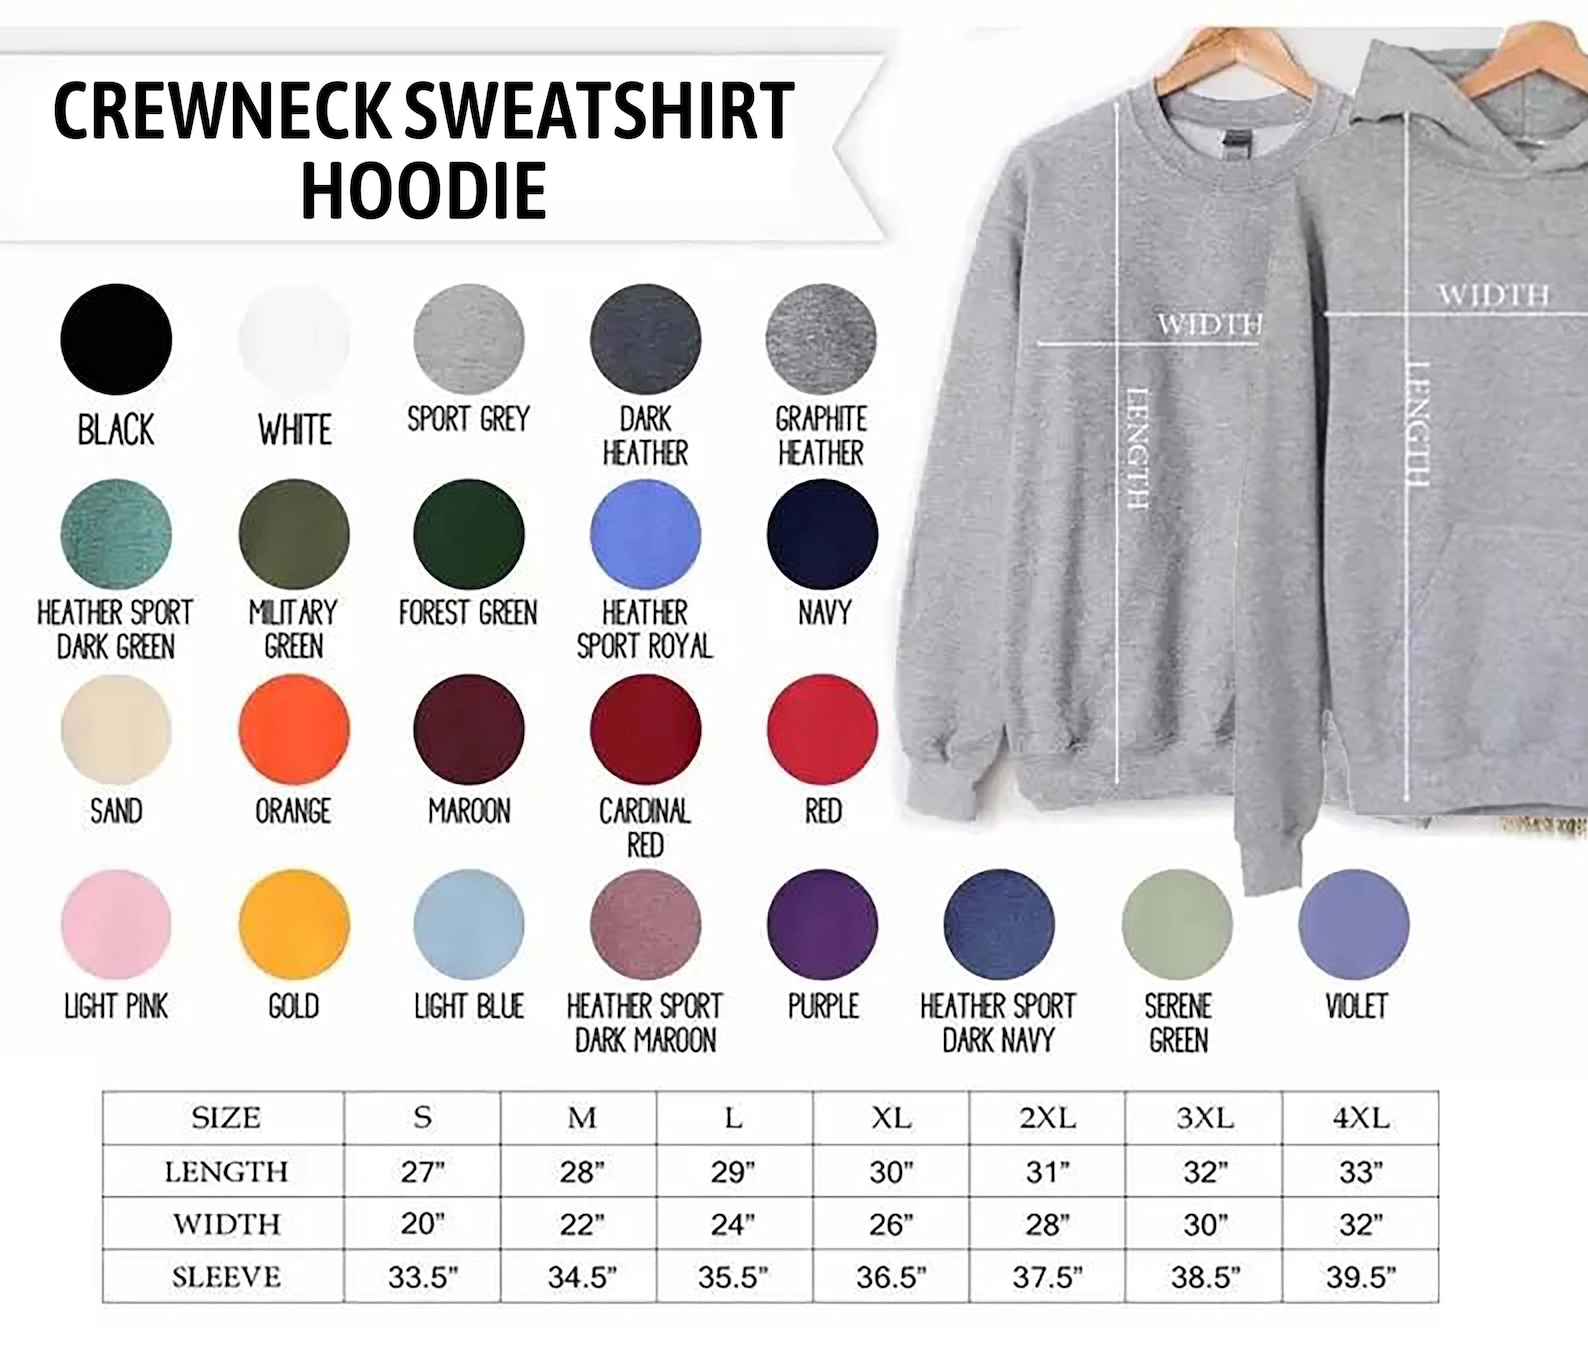 CREWNECK SWEATSHIRT
HOODIE
WIDTH
LENGTH
WIDTH
LENGTH
BLACK
WHITE
SPORT GREY
DARK
HEATHER
GRAPHITE
HEATHER
HEATHER SPORT
DARK GREEN
MILITARY
GREEN
FOREST GREEN
HEATHER
SPORT ROYAL
NAVY
SAND
ORANGE
MAROON
CARDINAL
RED
RED
LIGHT PINK
GOLD
LIGHT BLUE
HEATHER SPORT
DARK MAROON
PURPLE
HEATHER SPORT
DARK NAVY
SERENE
GREEN
VIOLET
SIZE S M L XL 2XL 3XL 4XL
LENGTH 27” 28” 29” 30” 31” 32” 33”
WIDTH 20” 22” 24” 26” 28” 30” 32”
SLEEVE 33.5” 34.5” 35.5” 36.5” 37.5” 38.5” 39.5”